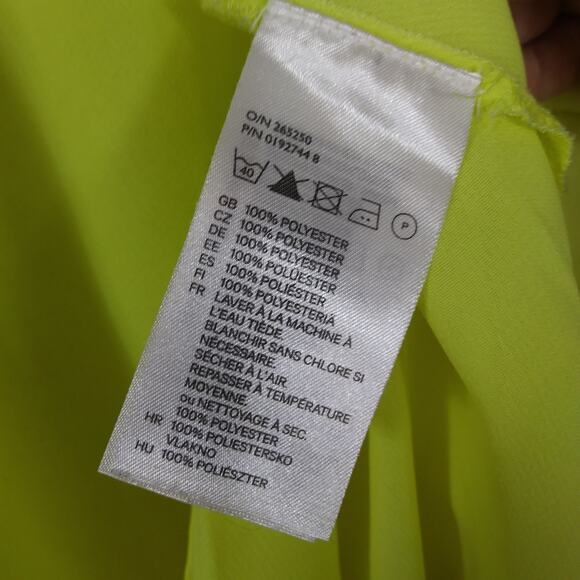 O/N 265250
P/N 0192744 8
40
P
GB 100% POLYESTER
CZ 100% POLYESTER
DE 100% POLYESTER
EE 100% POLÜESTER
ES 100% POLIÉSTER
FI 100% POLYESTERIÄ
FR LAVER À LA MACHINE À
L'EAU TIÈDE.
BLANCHIR SANS CHLORE SI
NÉCESSAIRE.
SÉCHER À L'AIR
REPASSER À TEMPÉRATURE
MOYENNE
ou NETTOYAGE À SEC.
100% POLYESTER
HR 100% POLIESTERSKO
VLAKNO
HU 100% POLIÉSZTER